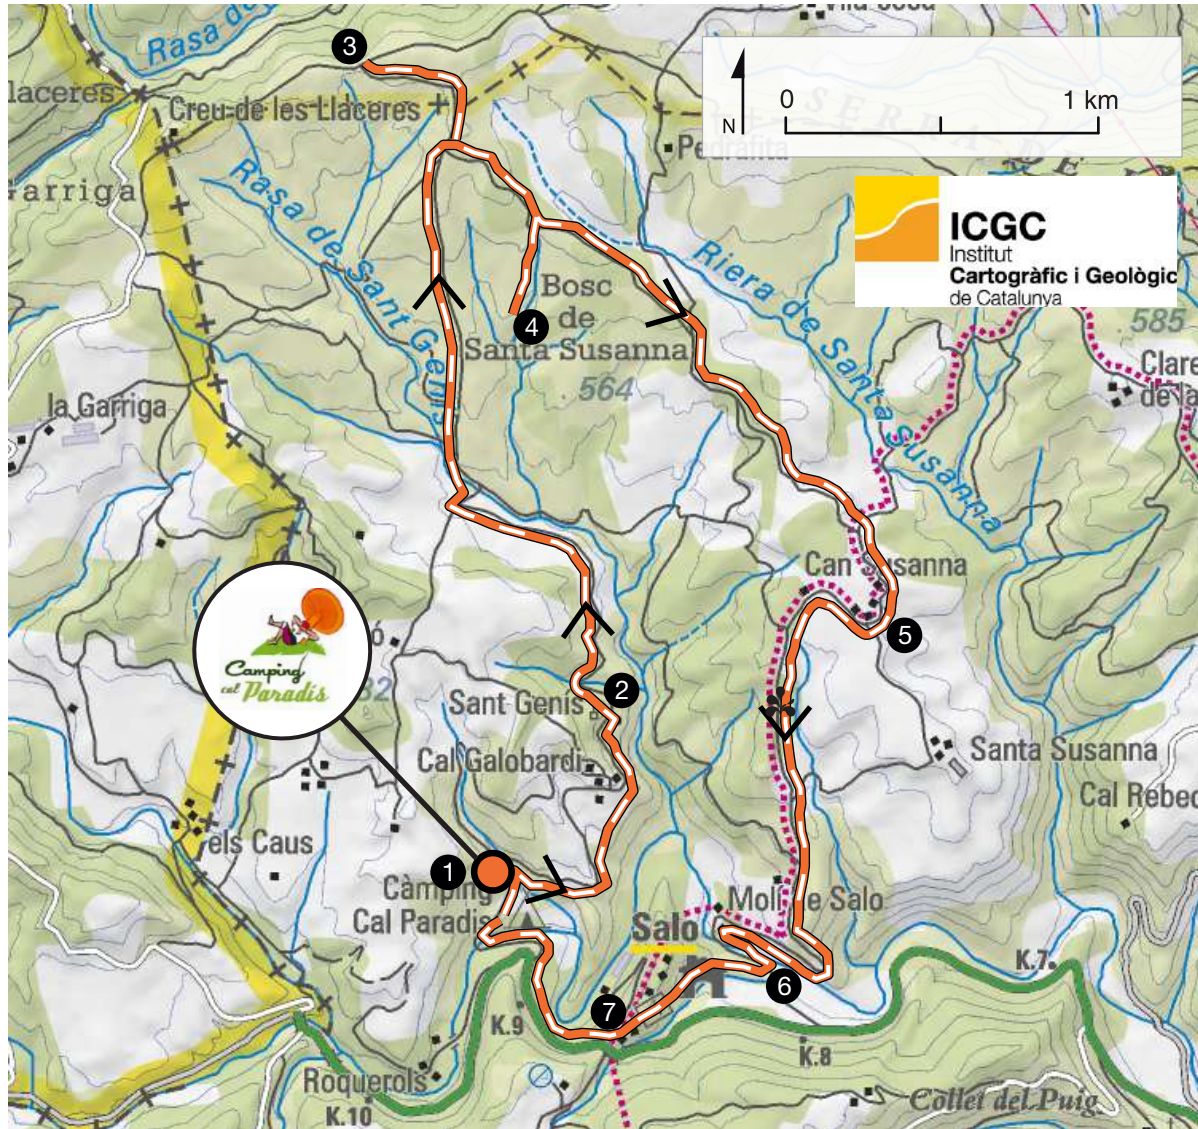 Rasa de
3
laceres
Creu de les Llaceres
Garriga
Rasa de Sant Genís
Pedrafita
N
0
1 km
SERRA DE
ICGC
Institut
Cartogràfic i Geològic
de Catalunya
Riera de Santa Susanna
585
Clare
de la
Bosc
de
Santa Susanna
4
564
la Garriga
Can Susanna
5
Camping
cal Paradís
ó
2
Sant Genís
Cal Galobardi
Santa Susanna
Cal Rebec
els Caus
1
Càmping
Cal Paradís
Molí de Salo
Salo
6
7
K.7
K.8
K.9
K.10
Roquerols
Collet del Puig